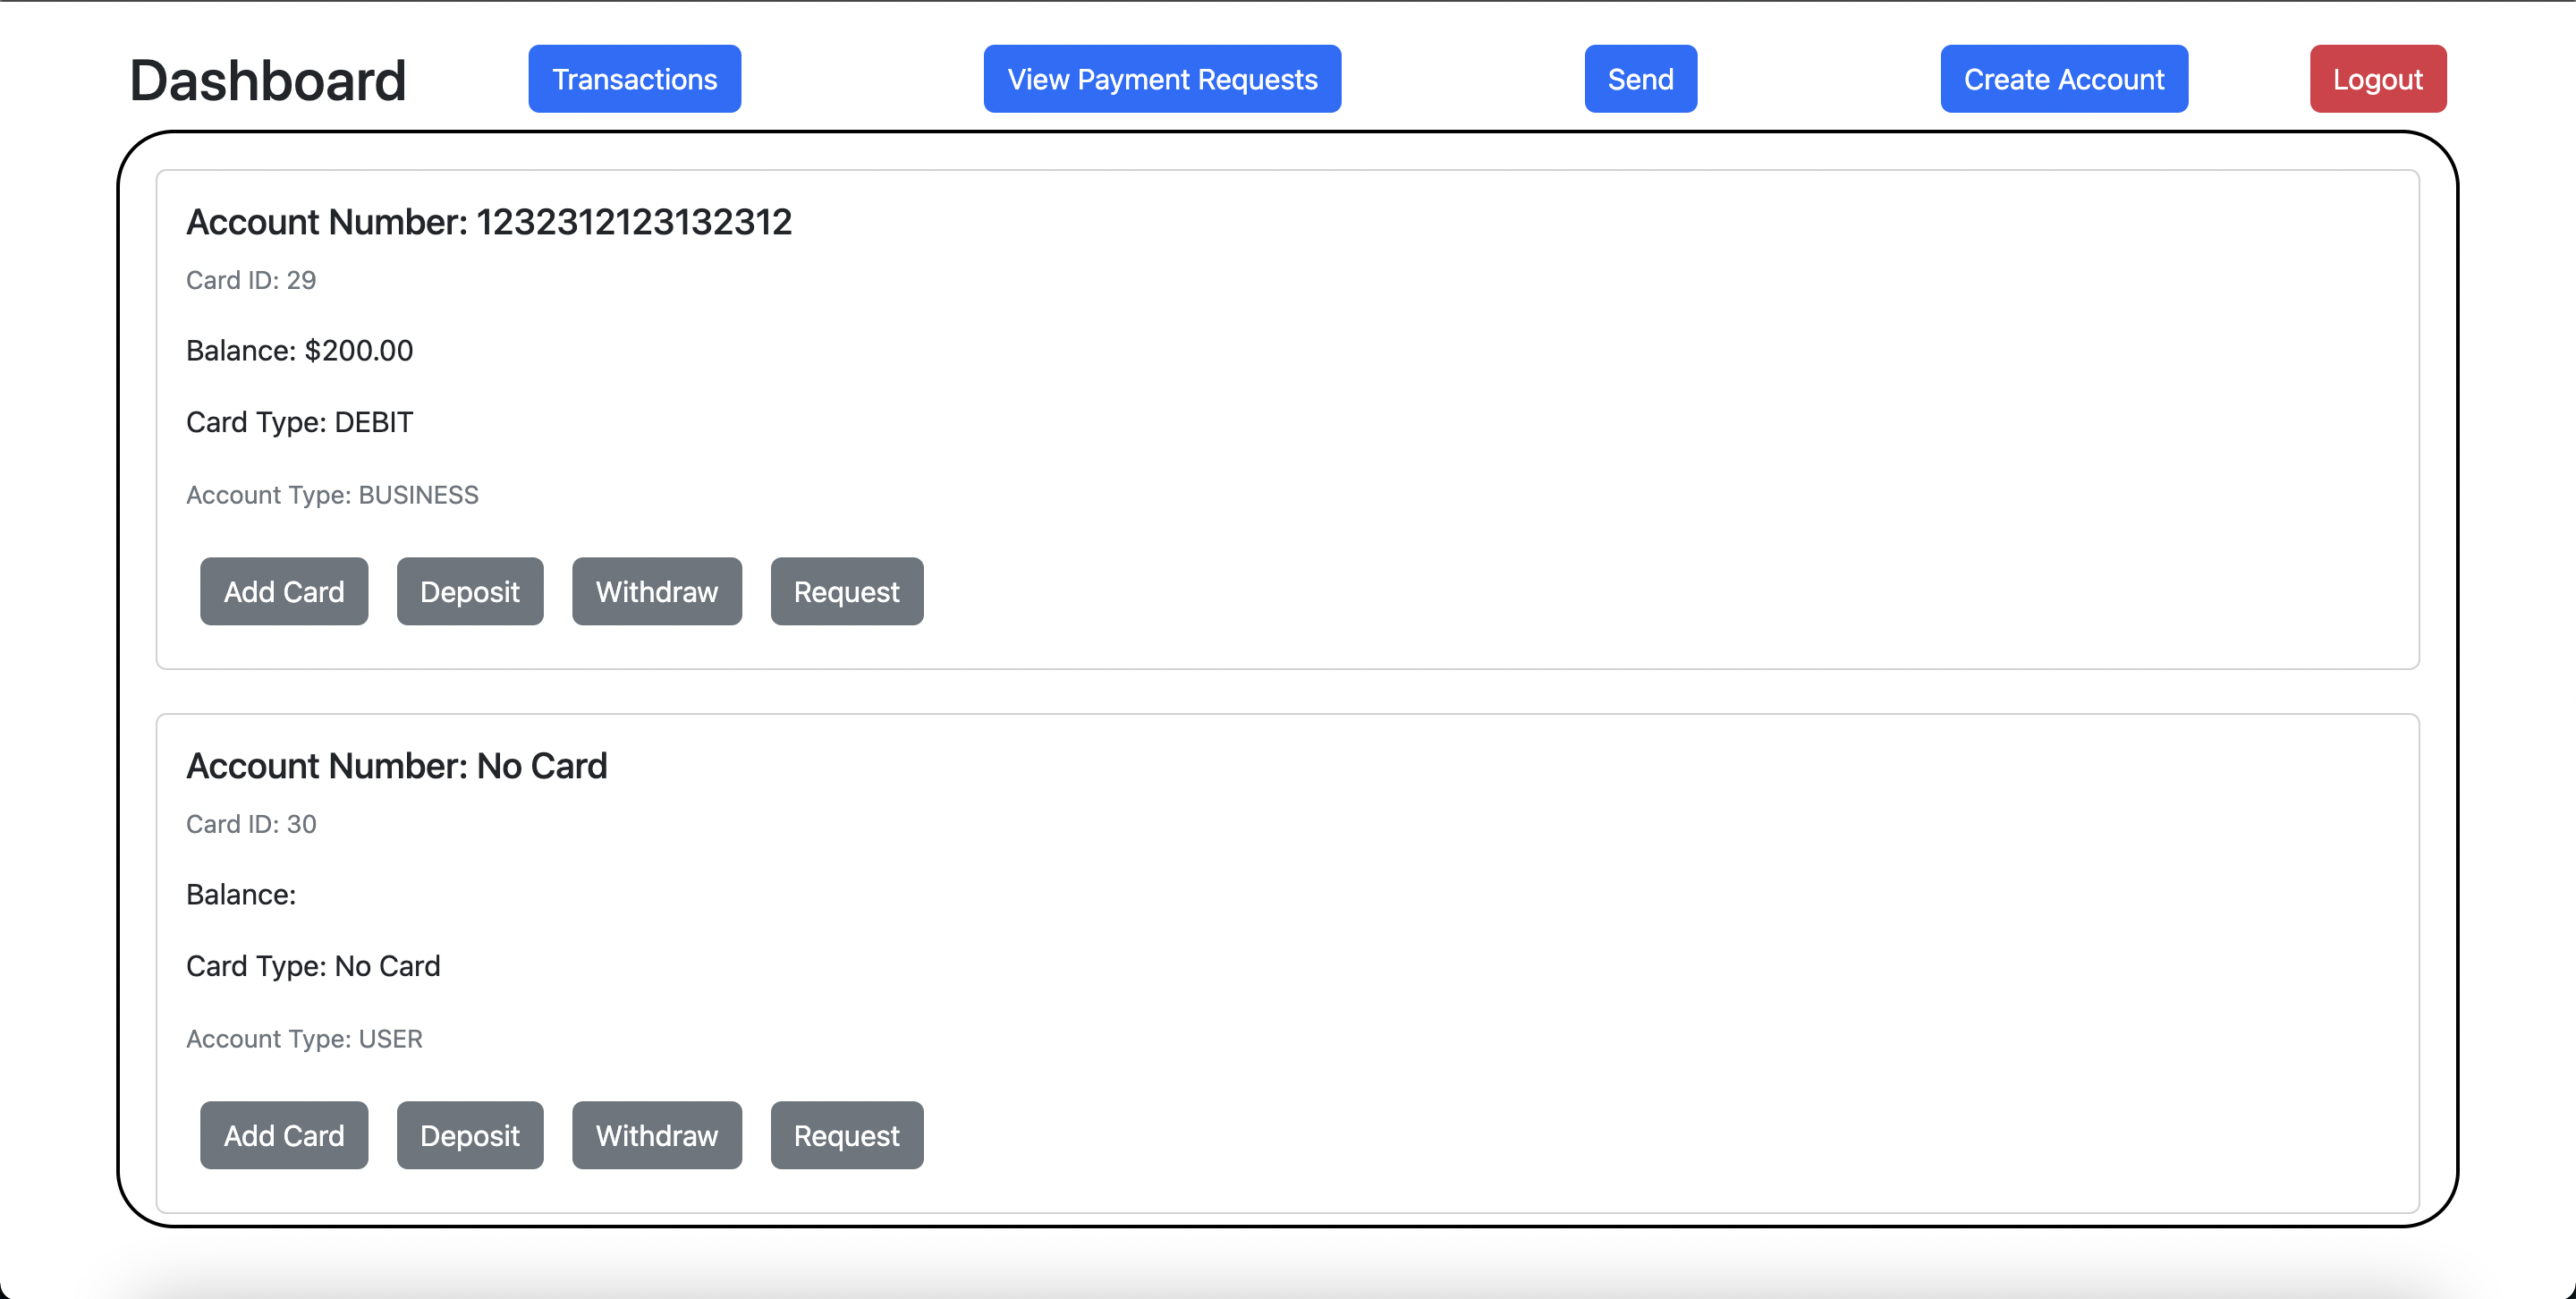 Dashboard Transactions View Payment Requests Send Create Account Logout
Account Number: 1232312123132312
Card ID: 29
Balance: $200.00
Card Type: DEBIT
Account Type: BUSINESS
Add Card Deposit Withdraw Request
Account Number: No Card
Card ID: 30
Balance:
Card Type: No Card
Account Type: USER
Add Card Deposit Withdraw Request